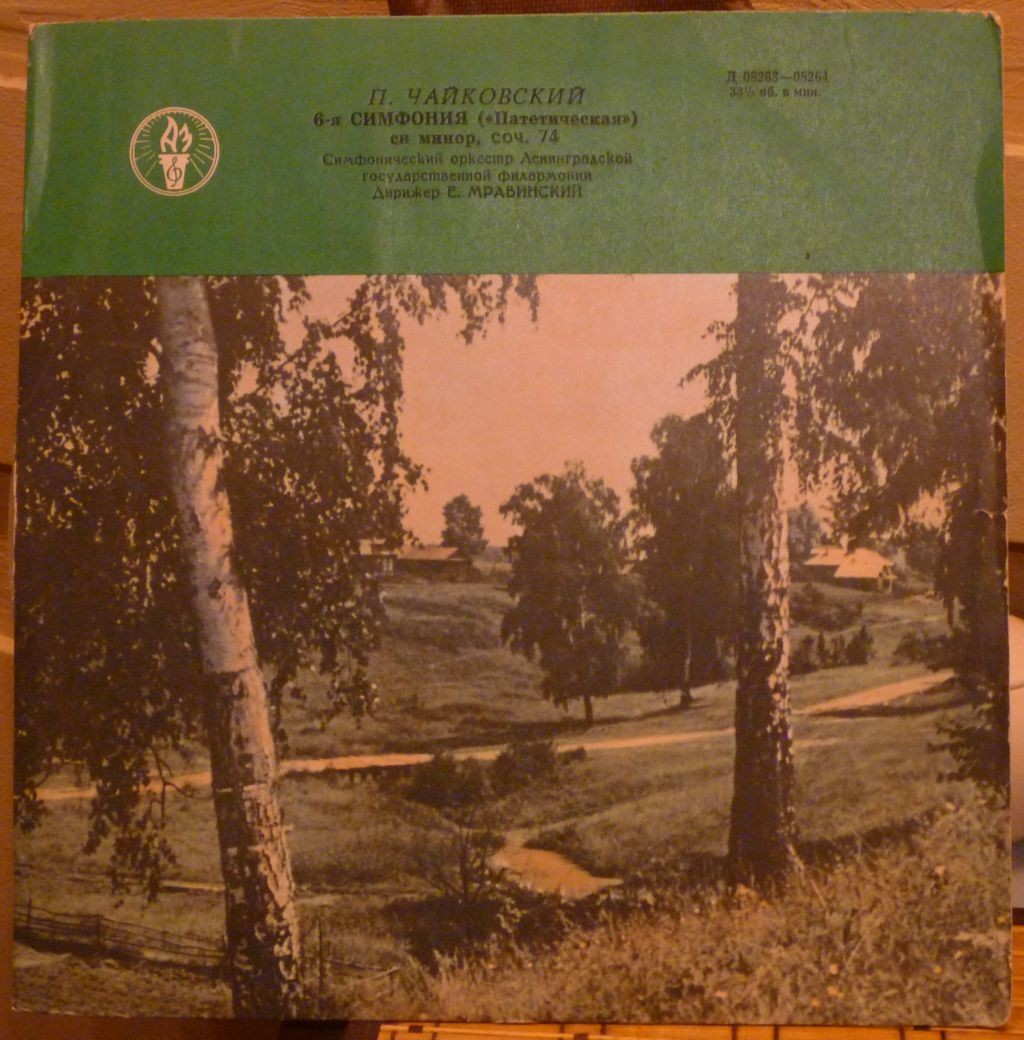 Д 08263—08264
33⅓ об. в мин.
П. ЧАЙКОВСКИЙ
6-я СИМФОНИЯ («Патетическая»)
си минор, соч. 74
Симфонический оркестр Ленинградской
государственной филармонии
Дирижер Е. МРАВИНСКИЙ
АЗ